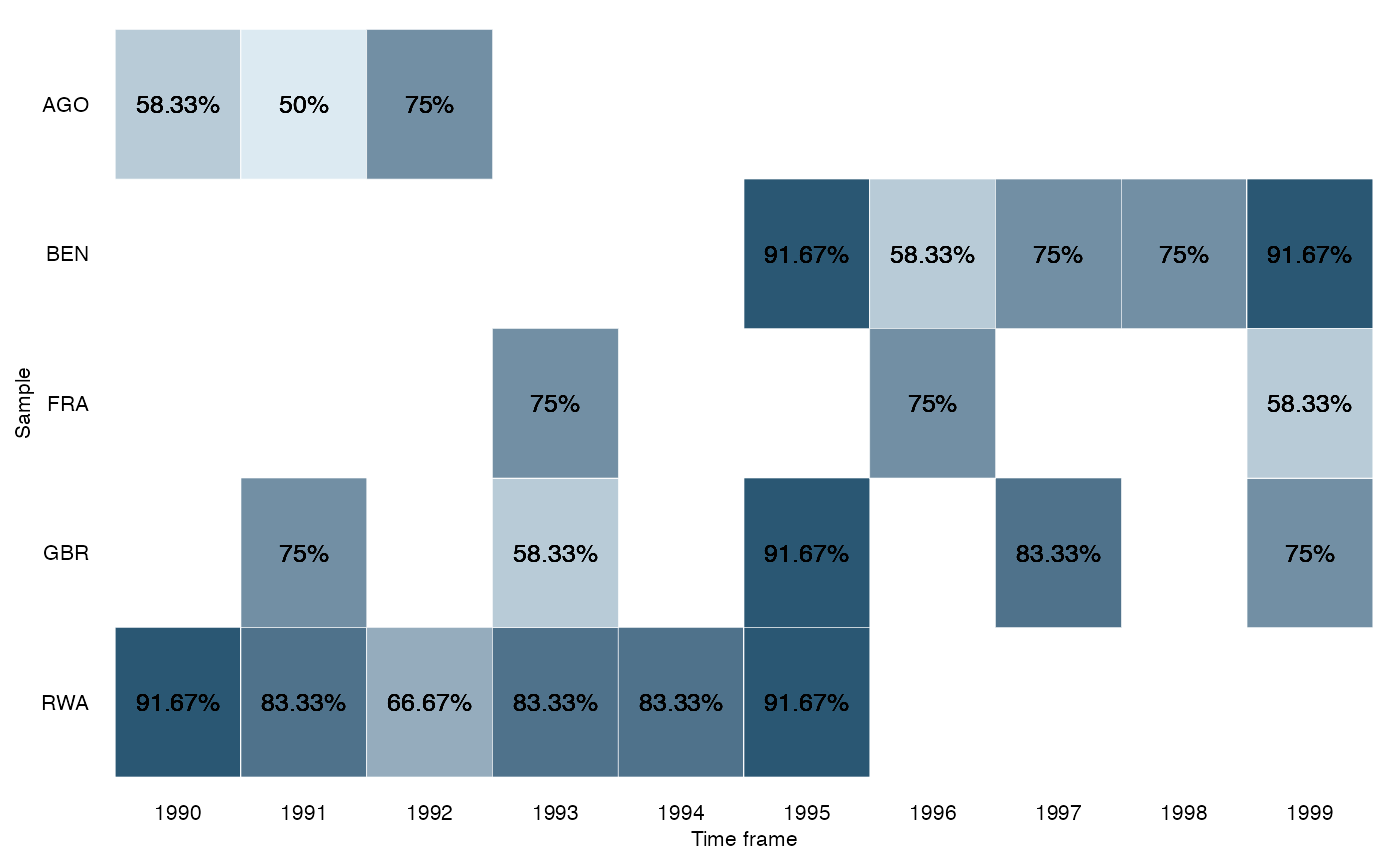 AGO 58.33% 50% 75%
BEN 91.67% 58.33% 75% 75% 91.67%
Sample
FRA 75% 75% 58.33%
GBR 75% 58.33% 91.67% 83.33% 75%
RWA 91.67% 83.33% 66.67% 83.33% 83.33% 91.67%
1990 1991 1992 1993 1994 1995 1996 1997 1998 1999
Time frame